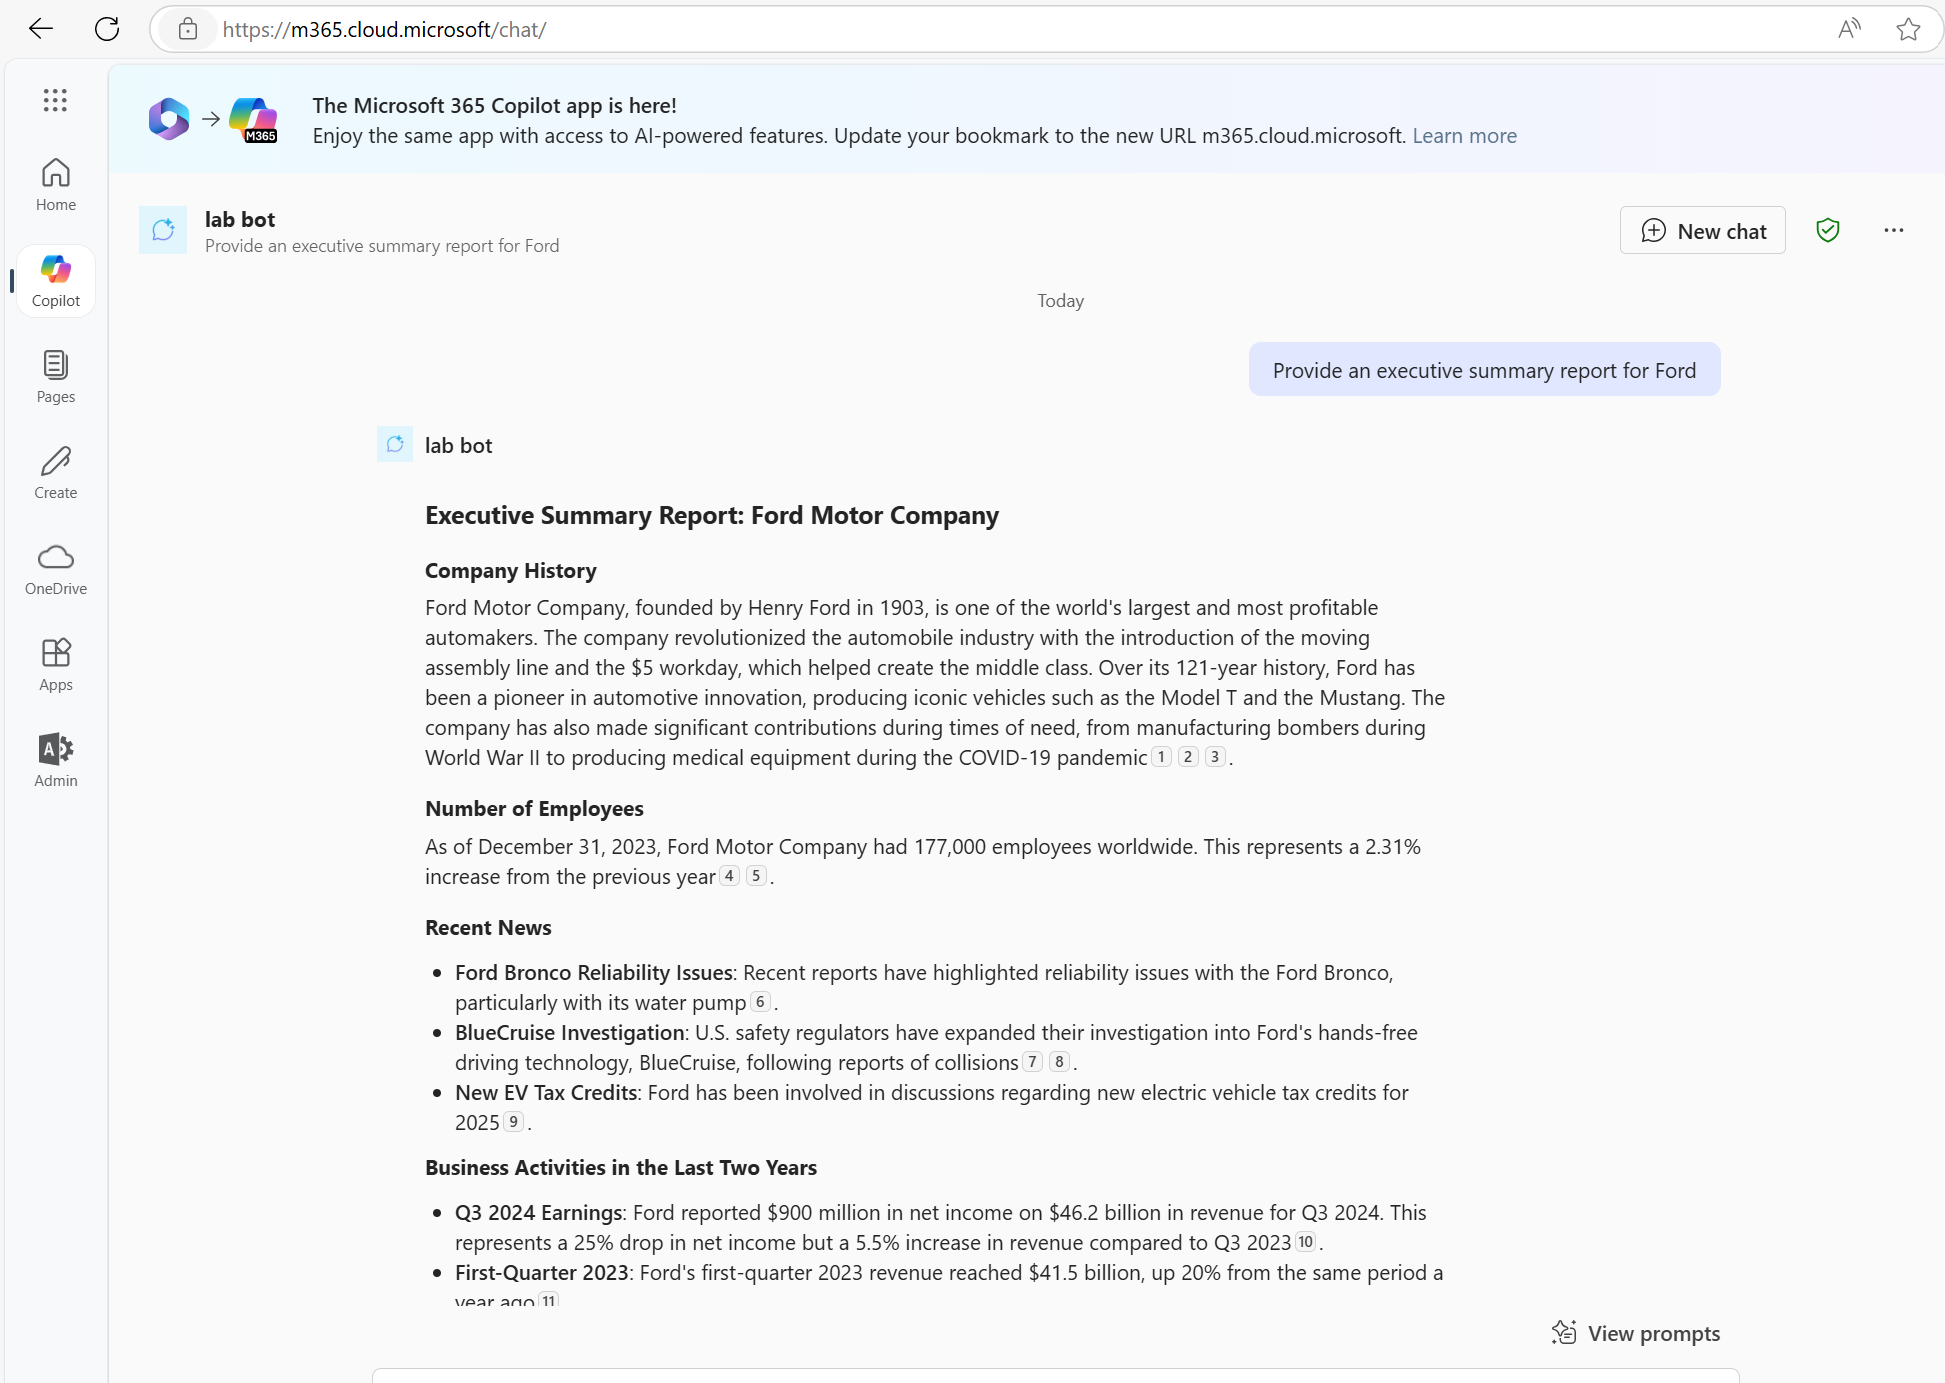 https://m365.cloud.microsoft/chat/
The Microsoft 365 Copilot app is here!
M365
Enjoy the same app with access to AI-powered features. Update your bookmark to the new URL m365.cloud.microsoft. Learn more
Home
lab bot
Provide an executive summary report for Ford
New chat
Copilot
Today
Pages
Provide an executive summary report for Ford
lab bot
Create
Executive Summary Report: Ford Motor Company
Company History
OneDrive
Ford Motor Company, founded by Henry Ford in 1903, is one of the world's largest and most profitable
automakers. The company revolutionized the automobile industry with the introduction of the moving
assembly line and the $5 workday, which helped create the middle class. Over its 121-year history, Ford has
Apps
been a pioneer in automotive innovation, producing iconic vehicles such as the Model T and the Mustang. The
company has also made significant contributions during times of need, from manufacturing bombers during
World War II to producing medical equipment during the COVID-19 pandemic 1 2 3 .
Admin
Number of Employees
As of December 31, 2023, Ford Motor Company had 177,000 employees worldwide. This represents a 2.31%
increase from the previous year 4 5 .
Recent News
• Ford Bronco Reliability Issues: Recent reports have highlighted reliability issues with the Ford Bronco,
particularly with its water pump 6 .
• BlueCruise Investigation: U.S. safety regulators have expanded their investigation into Ford's hands-free
driving technology, BlueCruise, following reports of collisions 7 8 .
• New EV Tax Credits: Ford has been involved in discussions regarding new electric vehicle tax credits for
2025 9 .
Business Activities in the Last Two Years
• Q3 2024 Earnings: Ford reported $900 million in net income on $46.2 billion in revenue for Q3 2024. This
represents a 25% drop in net income but a 5.5% increase in revenue compared to Q3 2023 10 .
• First-Quarter 2023: Ford's first-quarter 2023 revenue reached $41.5 billion, up 20% from the same period a
year ago 11
View prompts